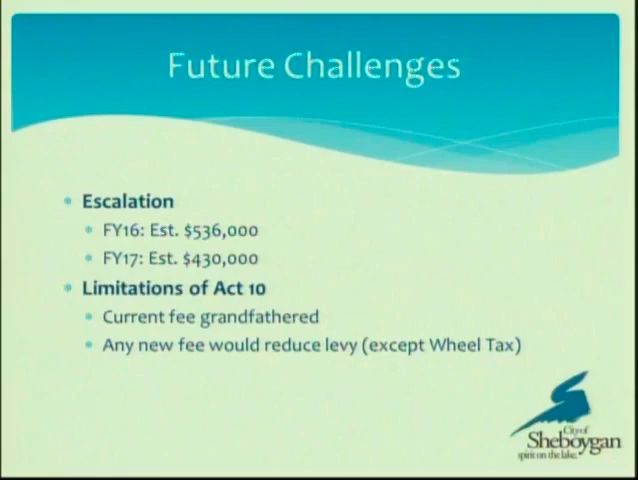 Future Challenges
Escalation
FY16: Est. $536,000
FY17: Est. $430,000
Limitations of Act 10
Current fee grandfathered
Any new fee would reduce levy (except Wheel Tax)
City of
Sheboygan
spirit on the lake.